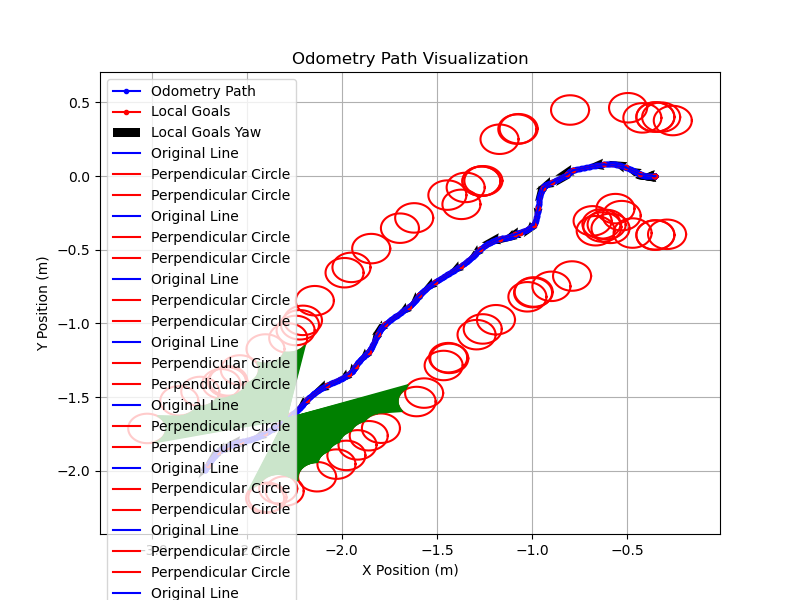 Odometry Path Visualization
Y Position (m)
0.5
0.0
−0.5
−1.0
−1.5
−2.0
Odometry Path
Local Goals
Local Goals Yaw
Original Line
Perpendicular Circle
Perpendicular Circle
Original Line
Perpendicular Circle
Perpendicular Circle
Original Line
Perpendicular Circle
Perpendicular Circle
Original Line
Perpendicular Circle
Perpendicular Circle
Original Line
Perpendicular Circle
Perpendicular Circle
Original Line
Perpendicular Circle
Perpendicular Circle
Original Line
Perpendicular Circle
Perpendicular Circle
Original Line
−2.0 −1.5 −1.0 −0.5
X Position (m)